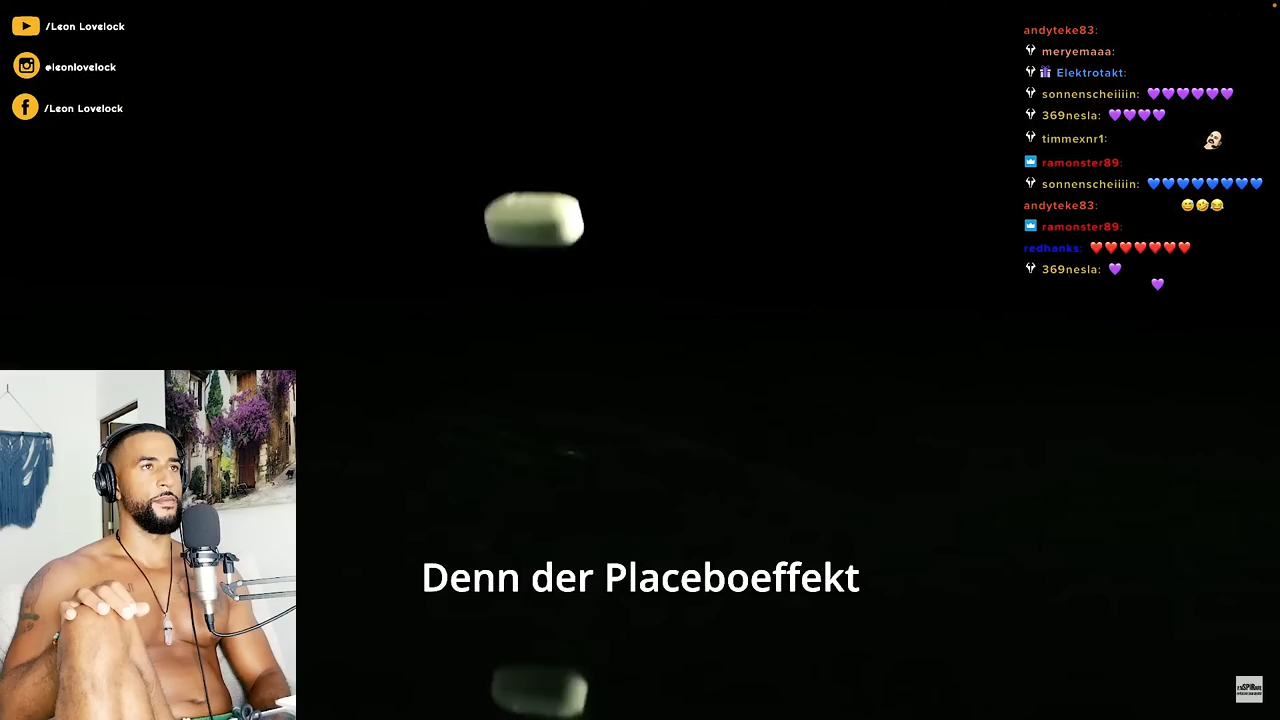 /Leon Lovelock
@leonlovelock
/Leon Lovelock
andyteke83:
meryemaaa:
Elektrotakt:
sonnenscheiiiin: 💜💜💜💜💜💜
369nesla: 💜💜💜💜
timmexnr1:
ramonster89:
sonnenscheiiiin: 💙💙💙💙💙💙💙💙
andyteke83: 😅🤣😂
ramonster89:
redhanks: ❤️❤️❤️❤️❤️❤️❤️
369nesla: 💜
💜
Denn der Placeboeffekt